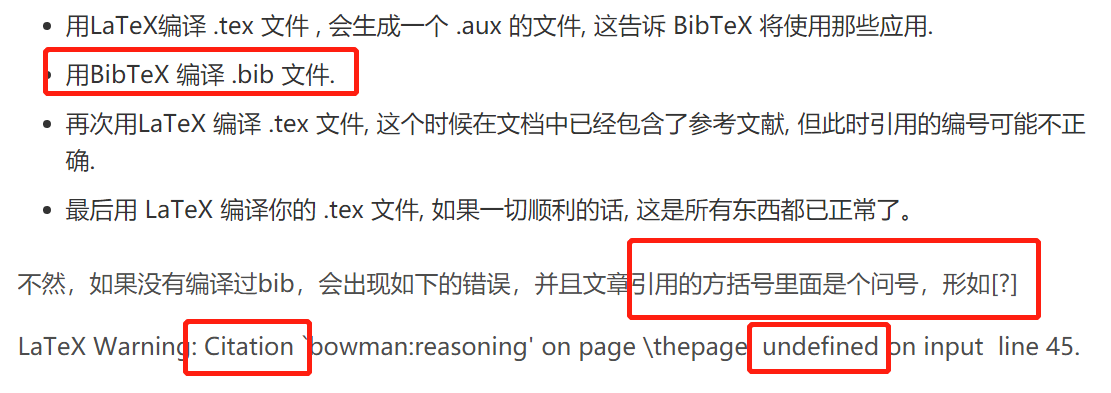 用LaTeX编译 .tex 文件 , 会生成一个 .aux 的文件, 这告诉 BibTeX 将使用那些应用.
用BibTeX 编译 .bib 文件.
再次用LaTeX 编译 .tex 文件, 这个时候在文档中已经包含了参考文献, 但此时引用的编号可能不正
确.
最后用 LaTeX 编译你的 .tex 文件, 如果一切顺利的话, 这是所有东西都已正常了。
不然，如果没有编译过bib，会出现如下的错误，并且文章引用的方括号里面是个问号，形如[?]
LaTeX Warning: Citation `bowman:reasoning' on page \thepage undefined on input line 45.